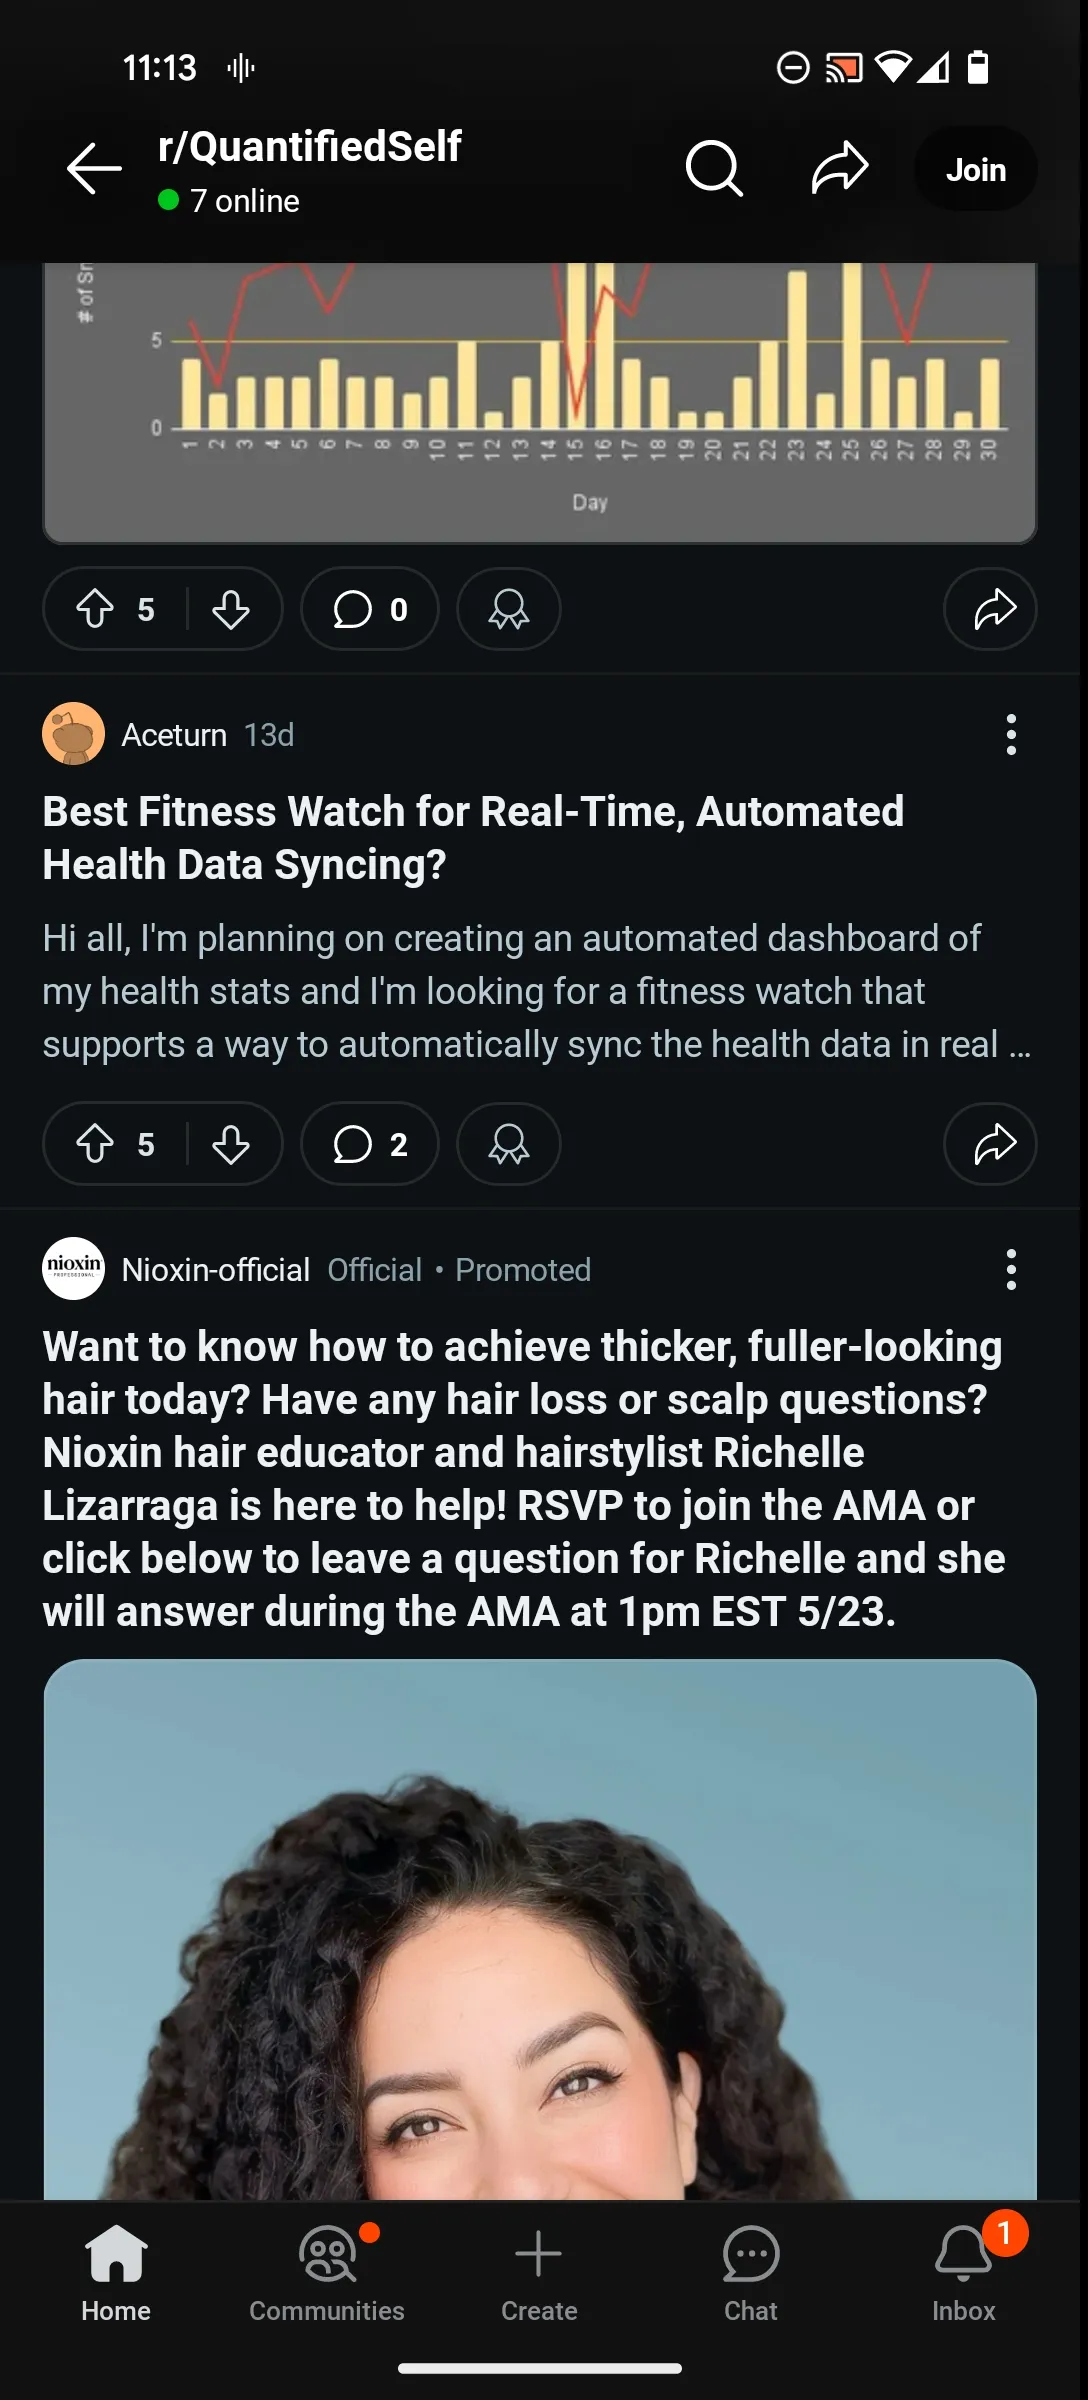 11:13
r/QuantifiedSelf
7 online
Join
# of
5
0
1 2 3 4 5 6 7 8 9 10 11 12 13 14 15 16 17 18 19 20 21 22 23 24 25 26 27 28 29 30
Day
5
0
Aceturn 13d
Best Fitness Watch for Real-Time, Automated
Health Data Syncing?
Hi all, I'm planning on creating an automated dashboard of
my health stats and I'm looking for a fitness watch that
supports a way to automatically sync the health data in real ...
5
2
nioxin
PROFESSIONAL
Nioxin-official Official • Promoted
Want to know how to achieve thicker, fuller-looking
hair today? Have any hair loss or scalp questions?
Nioxin hair educator and hairstylist Richelle
Lizarraga is here to help! RSVP to join the AMA or
click below to leave a question for Richelle and she
will answer during the AMA at 1pm EST 5/23.
1
Home
Communities
Create
Chat
Inbox